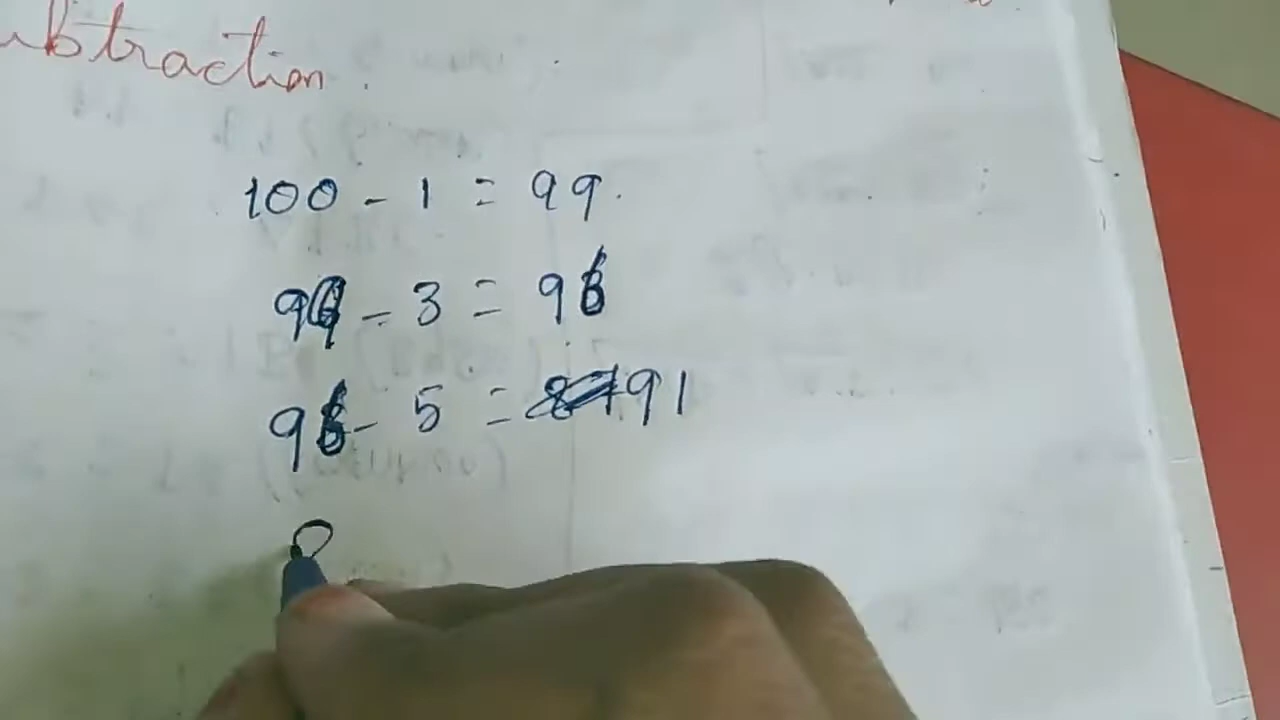 ubtraction.
100 - 1 = 99.
99 - 3 = 96
96 - 5 = 91